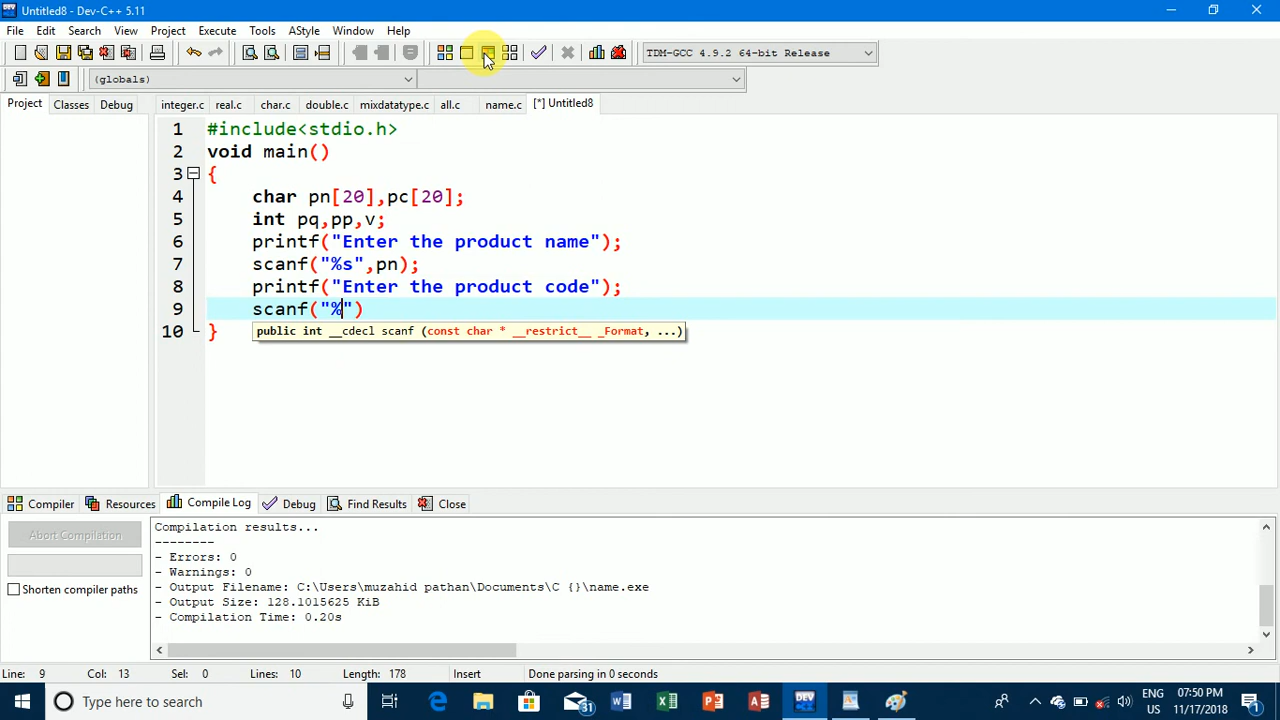 Untitled8 - Dev-C++ 5.11
File Edit Search View Project Execute Tools AStyle Window Help
TDM-GCC 4.9.2 64-bit Release
(globals)
Project Classes Debug integer.c real.c char.c double.c mixdatatype.c all.c name.c [*] Untitled8
1 #include<stdio.h>
2 void main()
3 {
4 char pn[20],pc[20];
5 int pq,pp,v;
6 printf("Enter the product name");
7 scanf("%s",pn);
8 printf("Enter the product code");
9 scanf("%")
10 }
public int __cdecl scanf (const char * __restrict__ _Format, ...)
Compiler Resources Compile Log Debug Find Results Close
Abort Compilation
Shorten compiler paths
Compilation results...
--------
- Errors: 0
- Warnings: 0
- Output Filename: C:\Users\muzahid pathan\Documents\C {}\name.exe
- Output Size: 128.1015625 KiB
- Compilation Time: 0.20s
Line: 9 Col: 13 Sel: 0 Lines: 10 Length: 178 Insert Done parsing in 0 seconds
Type here to search 31 ENG 07:50 PM
US 11/17/2018 1